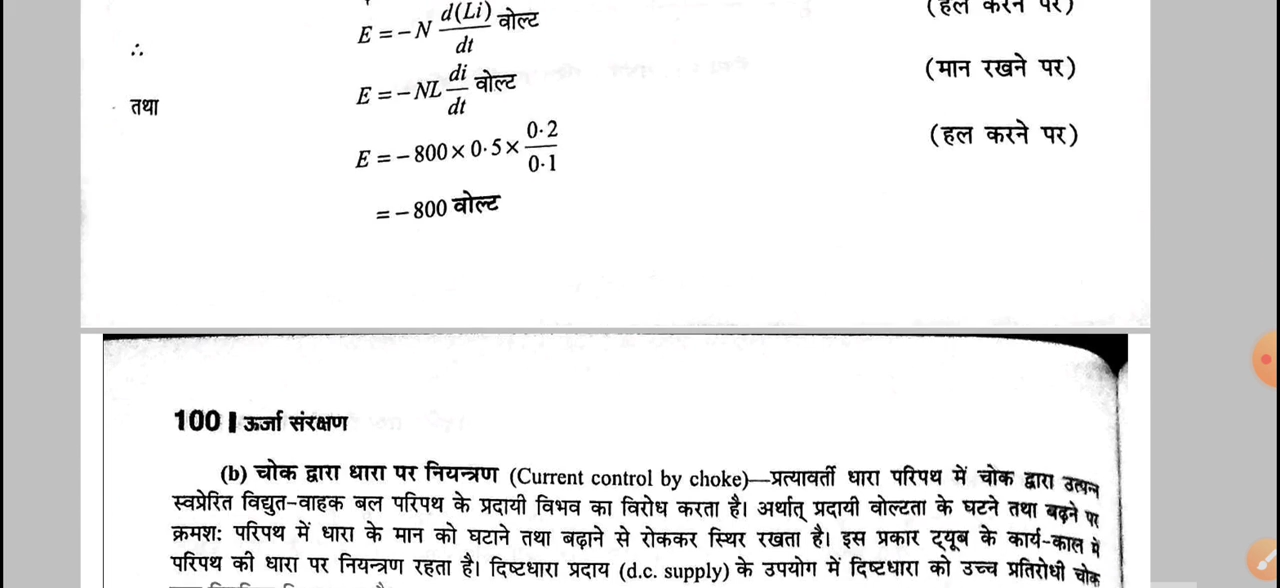 E = – N d(Li)/dt वोल्ट (हल करने पर)
∴
E = – NL di/dt वोल्ट (मान रखने पर)
तथा
E = – 800 × 0·5 × 0·2/0·1 (हल करने पर)
= – 800 वोल्ट
100 ऊर्जा संरक्षण
(b) चोक द्वारा धारा पर नियन्त्रण (Current control by choke)—प्रत्यावर्ती धारा परिपथ में चोक द्वारा उत्पन्न
स्वप्रेरित विद्युत-वाहक बल परिपथ के प्रदायी विभव का विरोध करता है। अर्थात् प्रदायी वोल्टता के घटने तथा बढ़ने पर
क्रमशः परिपथ में धारा के मान को घटाने तथा बढ़ाने से रोककर स्थिर रखता है। इस प्रकार ट्यूब के कार्य-काल में
परिपथ की धारा पर नियन्त्रण रहता है। दिष्टधारा प्रदाय (d.c. supply) के उपयोग में दिष्टधारा को उच्च प्रतिरोधी चोक